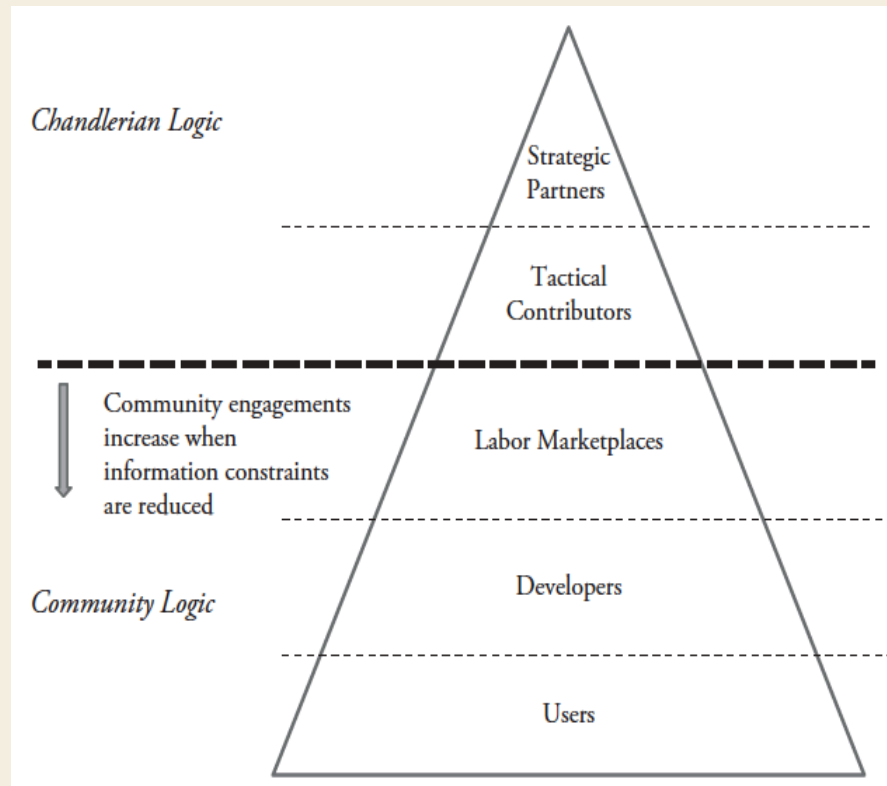 Chandlerian Logic
Strategic
Partners
Tactical
Contributors
Community engagements
increase when
information constraints
are reduced
Labor Marketplaces
Developers
Community Logic
Users